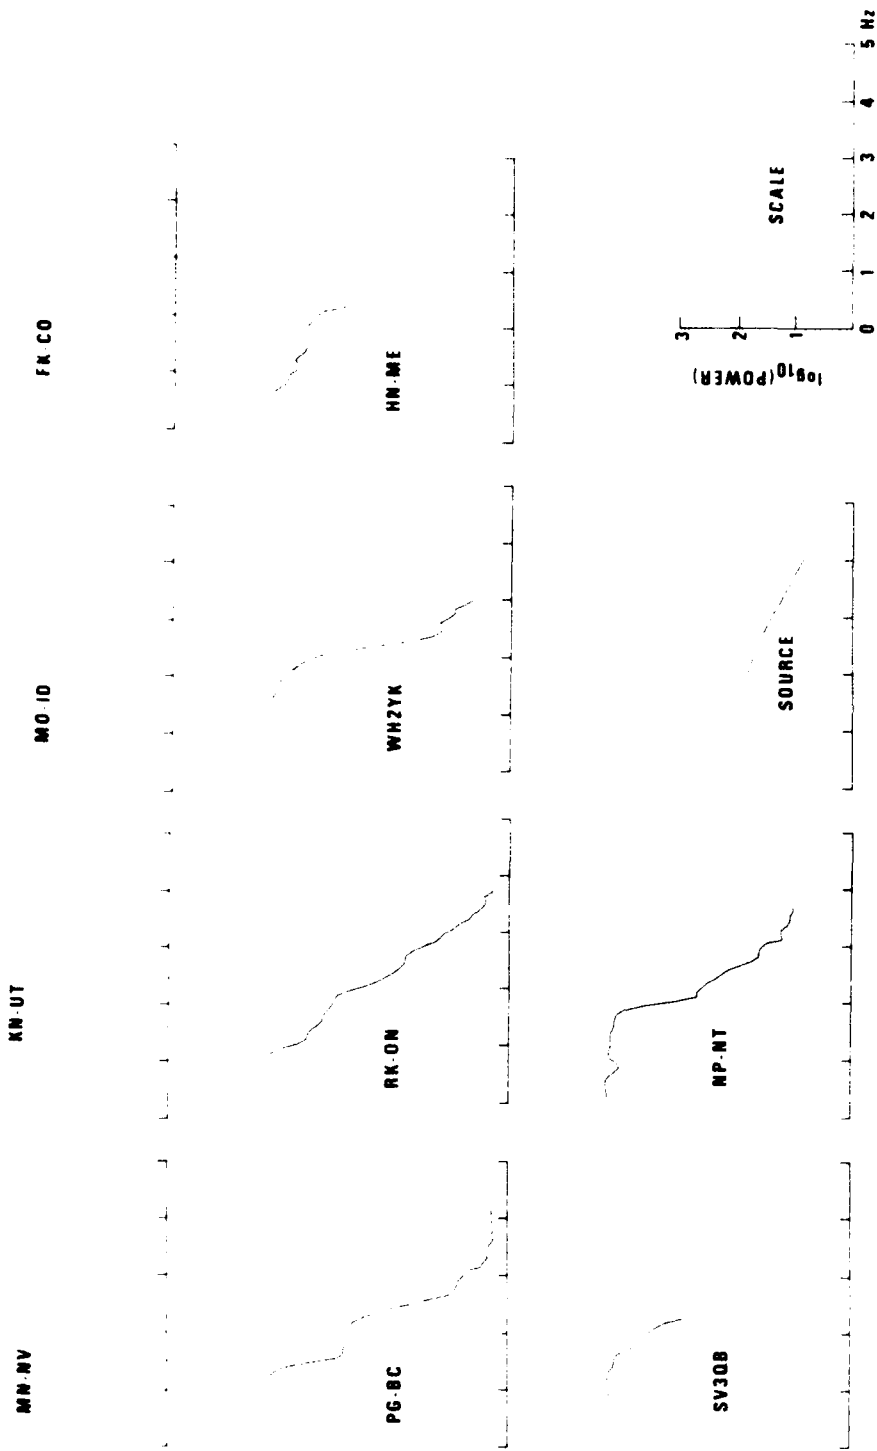 MN-NV
KN-UT
MO-ID
FK-CO
PG-BC
RK-ON
WH2YK
HN-ME
SV3QB
NP-NT
SOURCE
SCALE
log10(POWER)
3
2
1
0 1 2 3 4 5 Hz